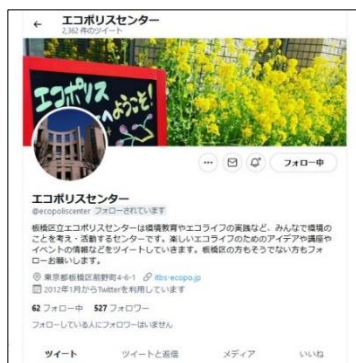 ← エコポリスセンター
2,362 件のツイート
エコポリス
へようこそ!
フォロー中
エコポリスセンター
@ecopoliscenter フォローされています
板橋区立エコポリスセンターは環境教育やエコライフの実践など、みんなで環境の
ことを考え・活動するセンターです。楽しいエコライフのためのアイデアや講座や
イベントの情報などをツイートしていきます。板橋区の方もそうでない方もフォ
ローお願いします。
東京都板橋区前野町4-6-1 itbs-ecopo.jp
2012年1月からTwitterを利用しています
62 フォロー中 527 フォロワー
フォローしている人にフォロワーはいません
ツイート ツイートと返信 メディア いいね